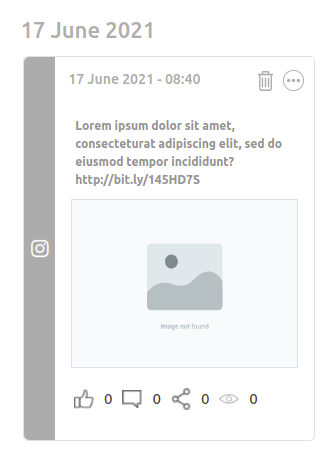 17 June 2021
17 June 2021 - 08:40
Lorem ipsum dolor sit amet,
consecteturat adipiscing elit, sed do
eiusmod tempor incididunt?
http://bit.ly/145HD7S
Image not found
0 0 0 0